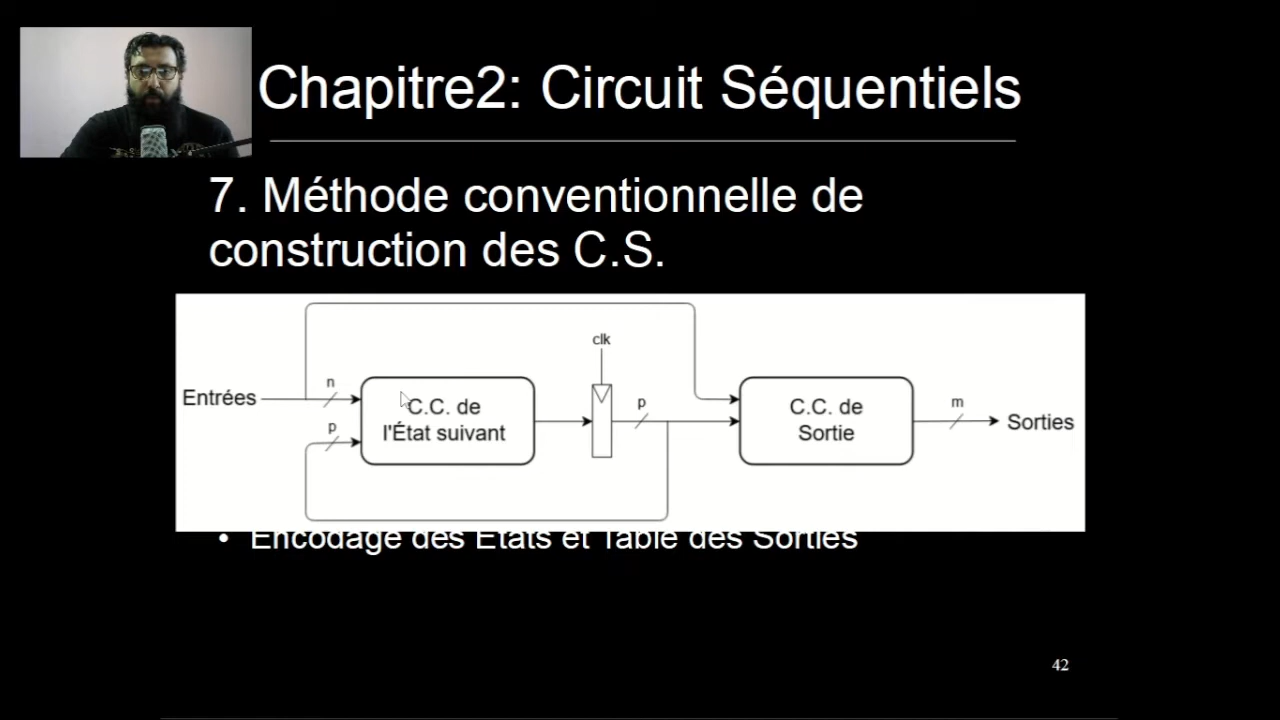 Chapitre2: Circuit Séquentiels
7. Méthode conventionnelle de
construction des C.S.
clk
Entrées
n
p
C.C. de
l'État suivant
p
C.C. de
Sortie
m
Sorties
• Encodage des États et Table des Sorties
42